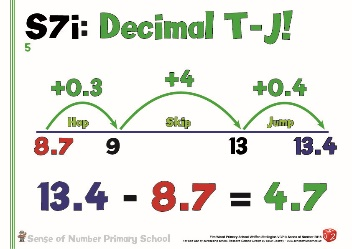 S7i: Decimal T-J!
5
+0.3 +4 +0.4
Hop Skip Jump
8.7 9 13 13.4
13.4 - 8.7 = 4.7
Sense of Number Primary School